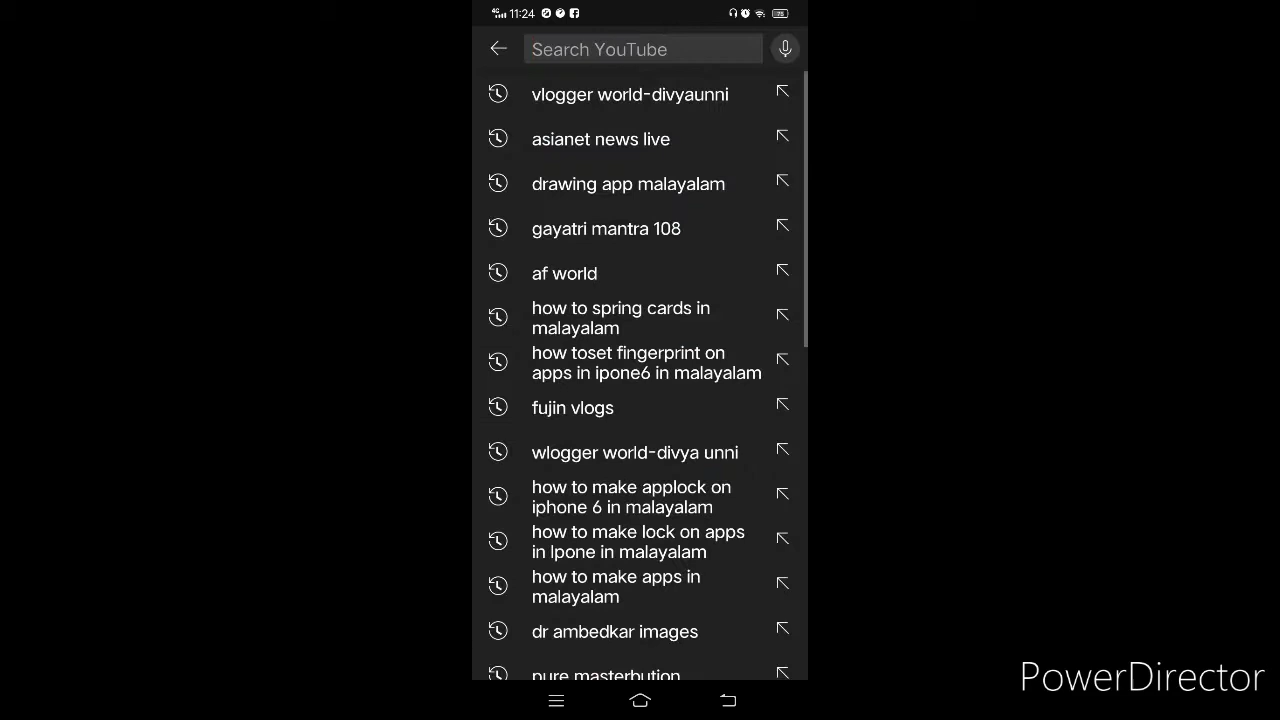 4G 11:24 75
Search YouTube
vlogger world-divyaunni
asianet news live
drawing app malayalam
gayatri mantra 108
af world
how to spring cards in
malayalam
how toset fingerprint on
apps in ipone6 in malayalam
fujin vlogs
wlogger world-divya unni
how to make applock on
iphone 6 in malayalam
how to make lock on apps
in Ipone in malayalam
how to make apps in
malayalam
dr ambedkar images
pure masterbution
PowerDirector